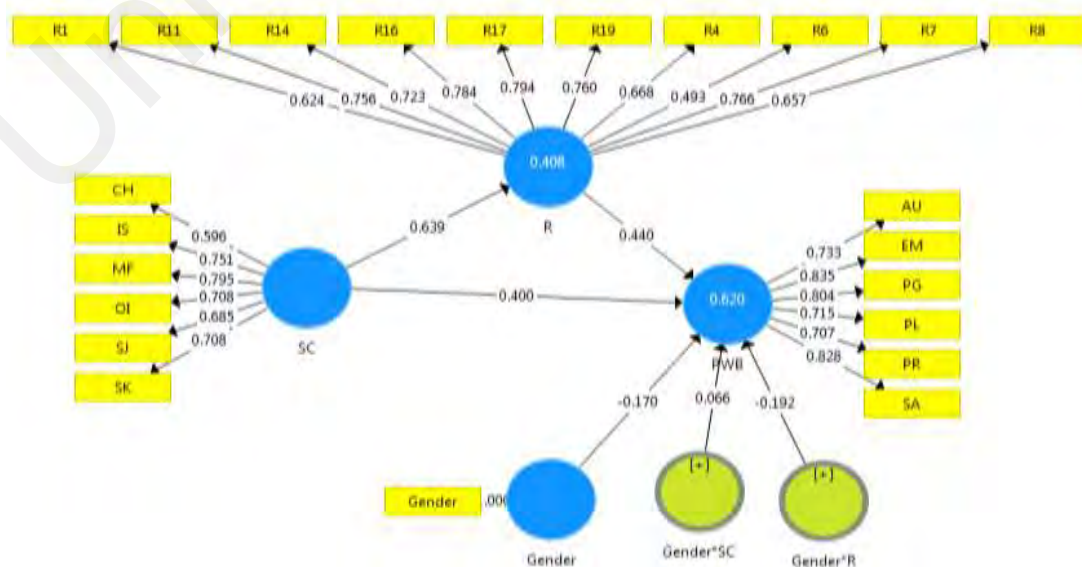 R1 R11 R14 R16 R17 R19 R4 R6 R7 R8
0.624 0.756 0.723 0.784 0.794 0.760 0.668 0.493 0.766 0.657
0.408
R
CH
IS
MF
OI
SJ
SK
0.596
0.751
0.795
0.708
0.685
0.708
SC
0.639
0.440
0.400
0.620
PWB
AU
EM
PG
PL
PR
SA
0.733
0.835
0.804
0.715
0.707
0.828
-0.170 0.066 -0.192
[+] [+]
Gender
Gender Gender*SC Gender*R